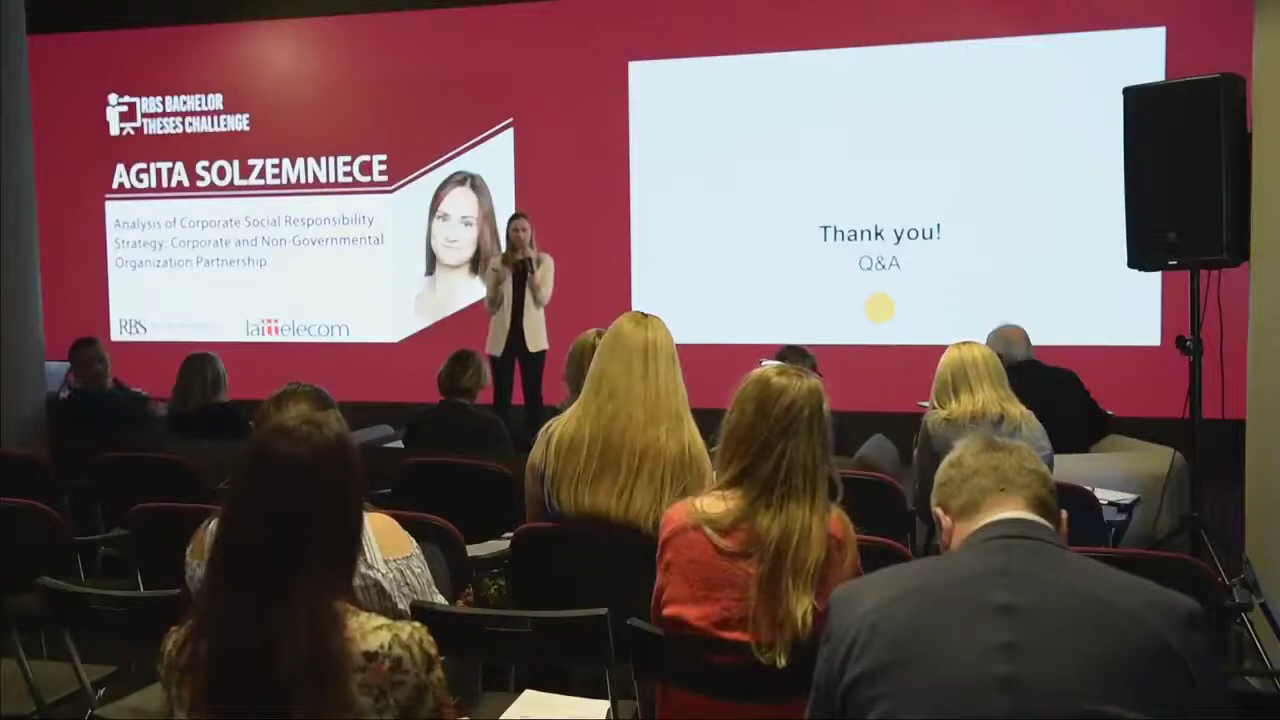 RBS BACHELOR
THESES CHALLENGE
AGITA SOLZEMNIECE
Analysis of Corporate Social Responsibility
Strategy: Corporate and Non-Governmental
Organization Partnership
RBS
lattelecom
Thank you!
Q&A